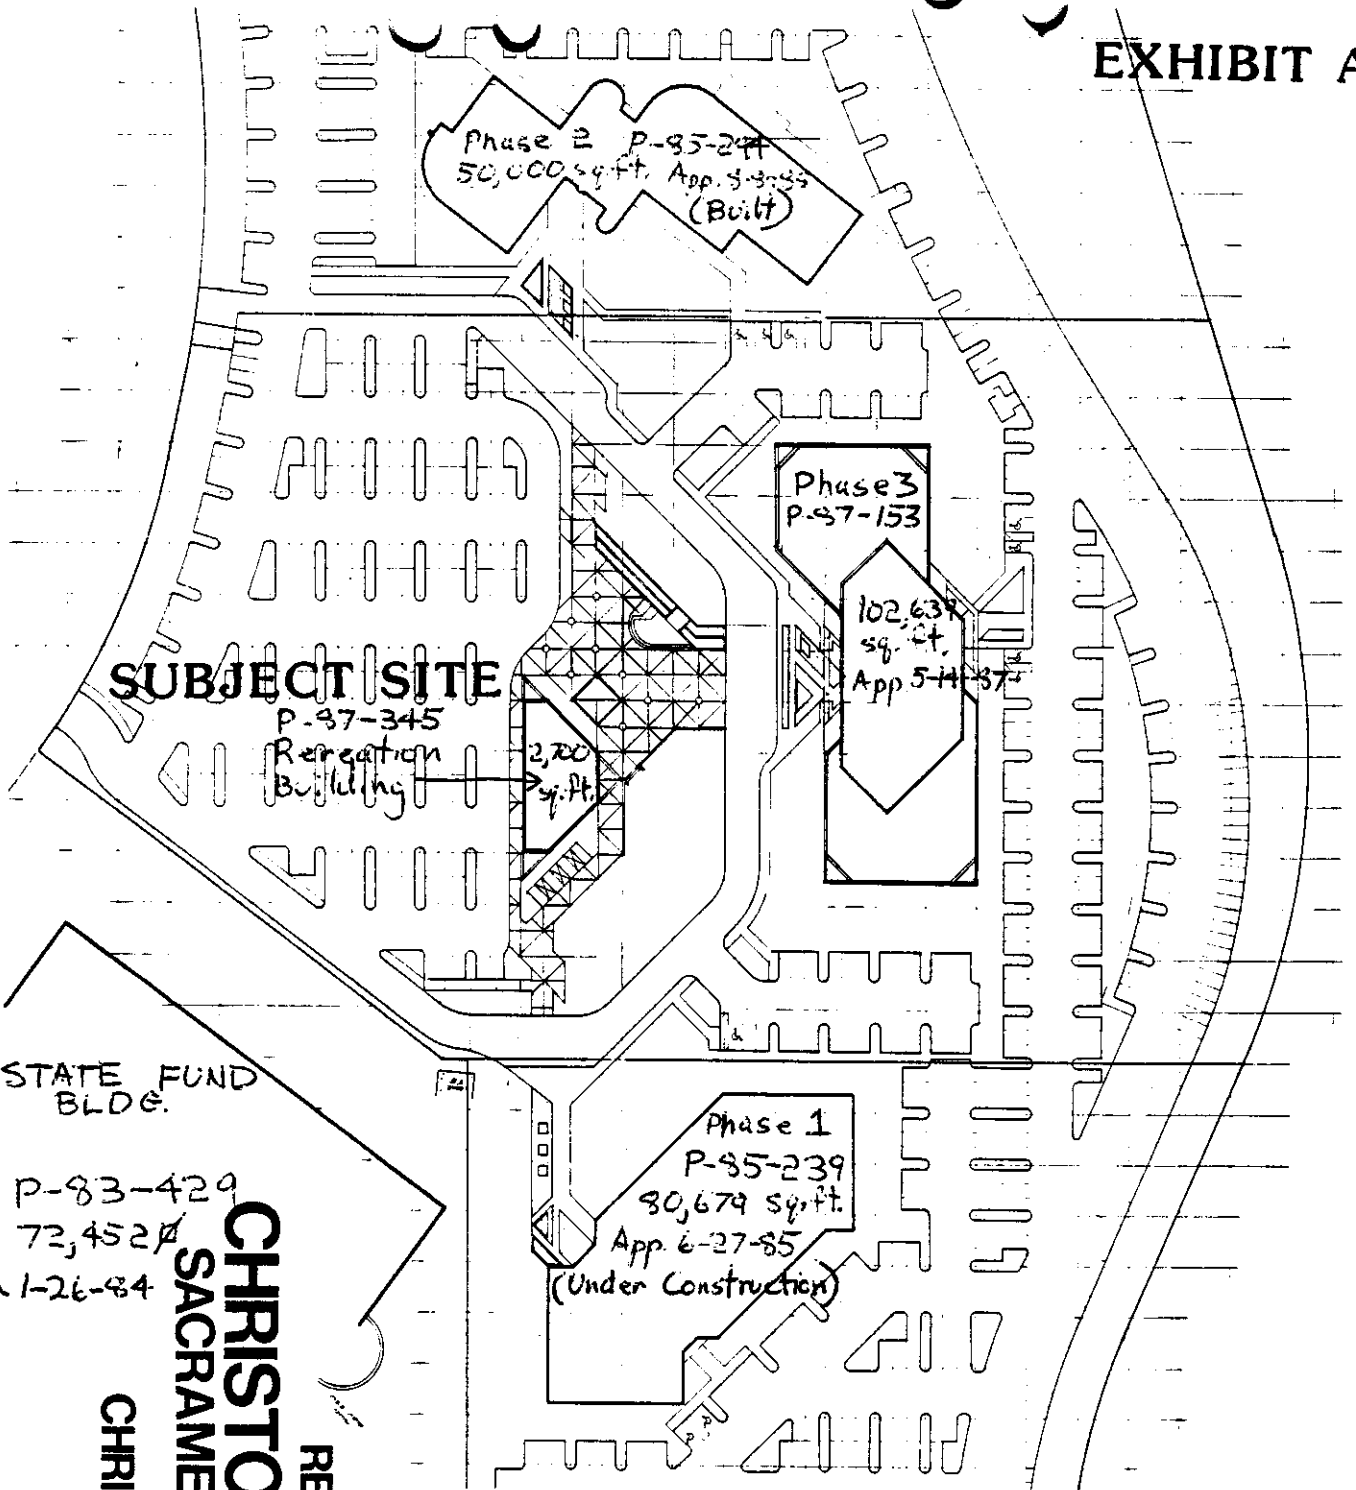 EXHIBIT A
Phase 2 P-85-294
50,000 sq.ft. App. 8-8-85
(Built)
Phase 3
P-87-153
102,639
sq. ft.
App 5-14-87
SUBJECT SITE
P-87-345
Rereation
Building
2,700
sq.ft.
STATE FUND
BLDG.
P-83-429
72,452
1-26-84
Phase 1
P-85-239
80,679 sq.ft.
App. 6-27-85
(Under Construction)
CHRISTO
SACRAME
CHRI
RE